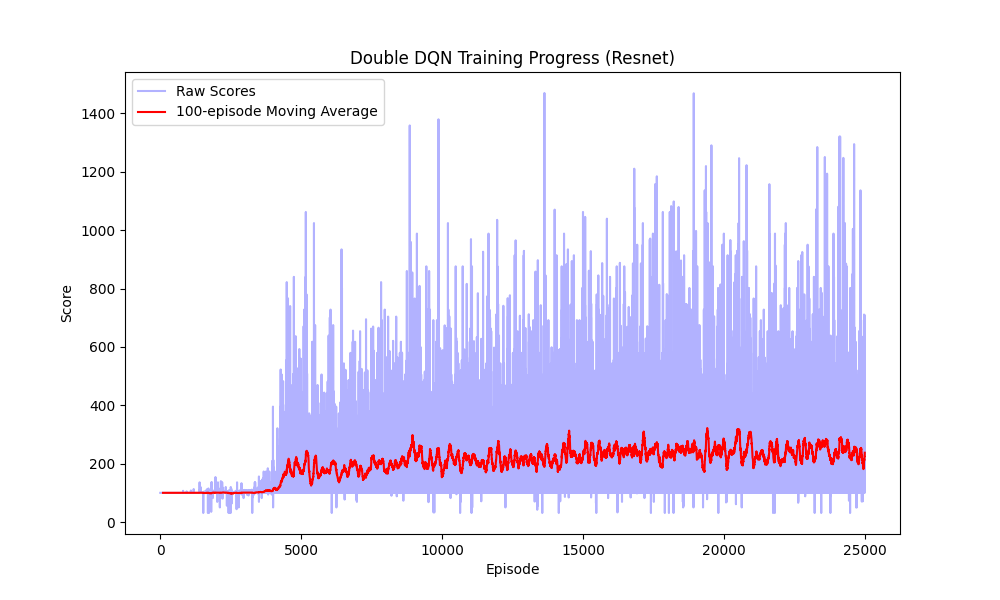 Double DQN Training Progress (Resnet)
Raw Scores
100-episode Moving Average
1400
1200
1000
800
600
400
200
0
Score
0 5000 10000 15000 20000 25000
Episode